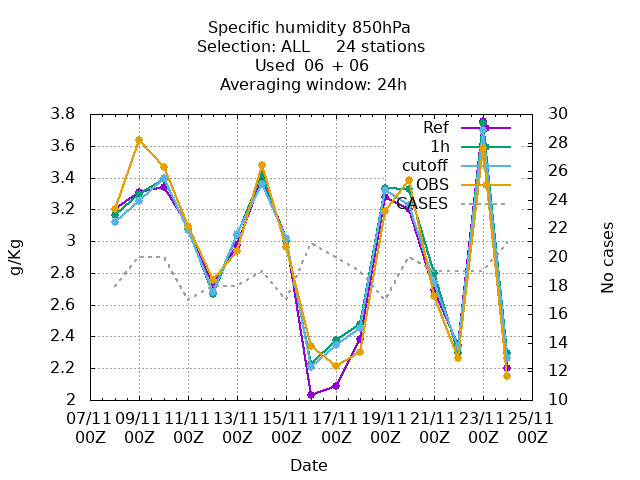 Specific humidity 850hPa
Selection: ALL 24 stations
Used 06 + 06
Averaging window: 24h
3.8
3.6
3.4
3.2
3
2.8
2.6
2.4
2.2
2
g/Kg
30
28
26
24
22
20
18
16
14
12
10
No cases
Ref
1h
cutoff
OBS
CASES
07/11 09/11 11/11 13/11 15/11 17/11 19/11 21/11 23/11 25/11
00Z 00Z 00Z 00Z 00Z 00Z 00Z 00Z 00Z 00Z
Date